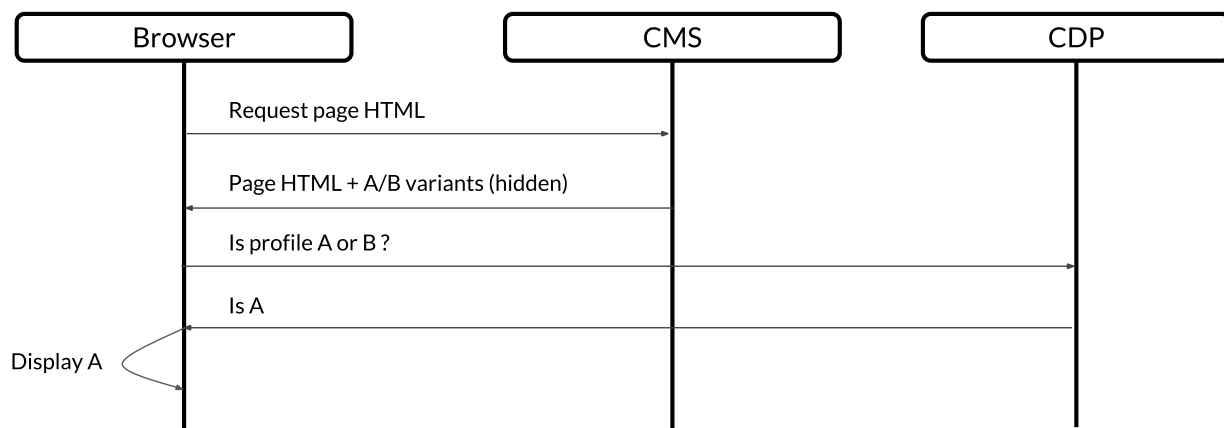 Browser
CMS
CDP
Request page HTML
Page HTML + A/B variants (hidden)
Is profile A or B ?
Is A
Display A